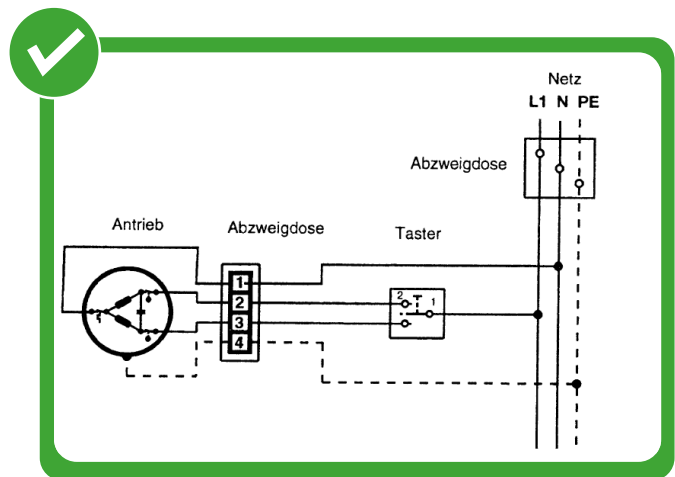 Netz
L1 N PE
Abzweigdose
Antrieb
Abzweigdose
Taster
1
2
3
4
2
1